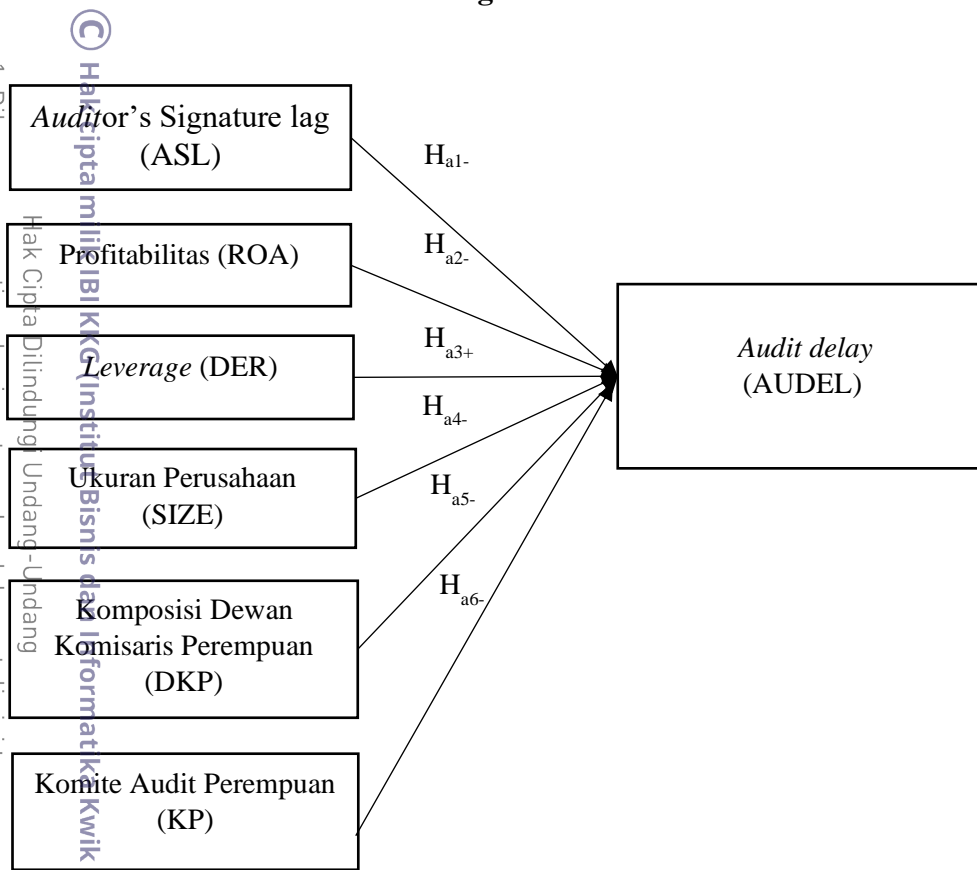 Auditor's Signature lag
(ASL)
Profitabilitas (ROA)
Leverage (DER)
Ukuran Perusahaan
(SIZE)
Komposisi Dewan
Komisaris Perempuan
(DKP)
Komite Audit Perempuan
(KP)
Ha1-
Ha2-
Ha3+
Ha4-
Ha5-
Ha6-
Audit delay
(AUDEL)
© Hak cipta milik IBI KKG (Institut Bisnis dan Informatika Kwik
Hak Cipta Dilindungi Undang-Undang